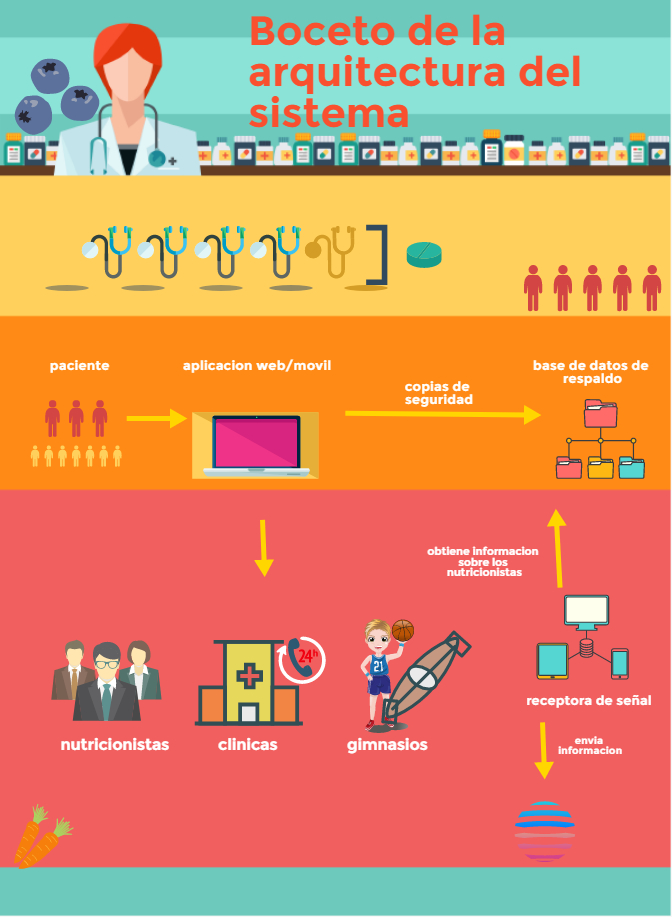 Boceto de la
arquitectura del
sistema
paciente
aplicacion web/movil
copias de
seguridad
base de datos de
respaldo
obtiene informacion
sobre los
nutricionistas
24h
21
receptora de señal
nutricionistas
clinicas
gimnasios
envia
informacion